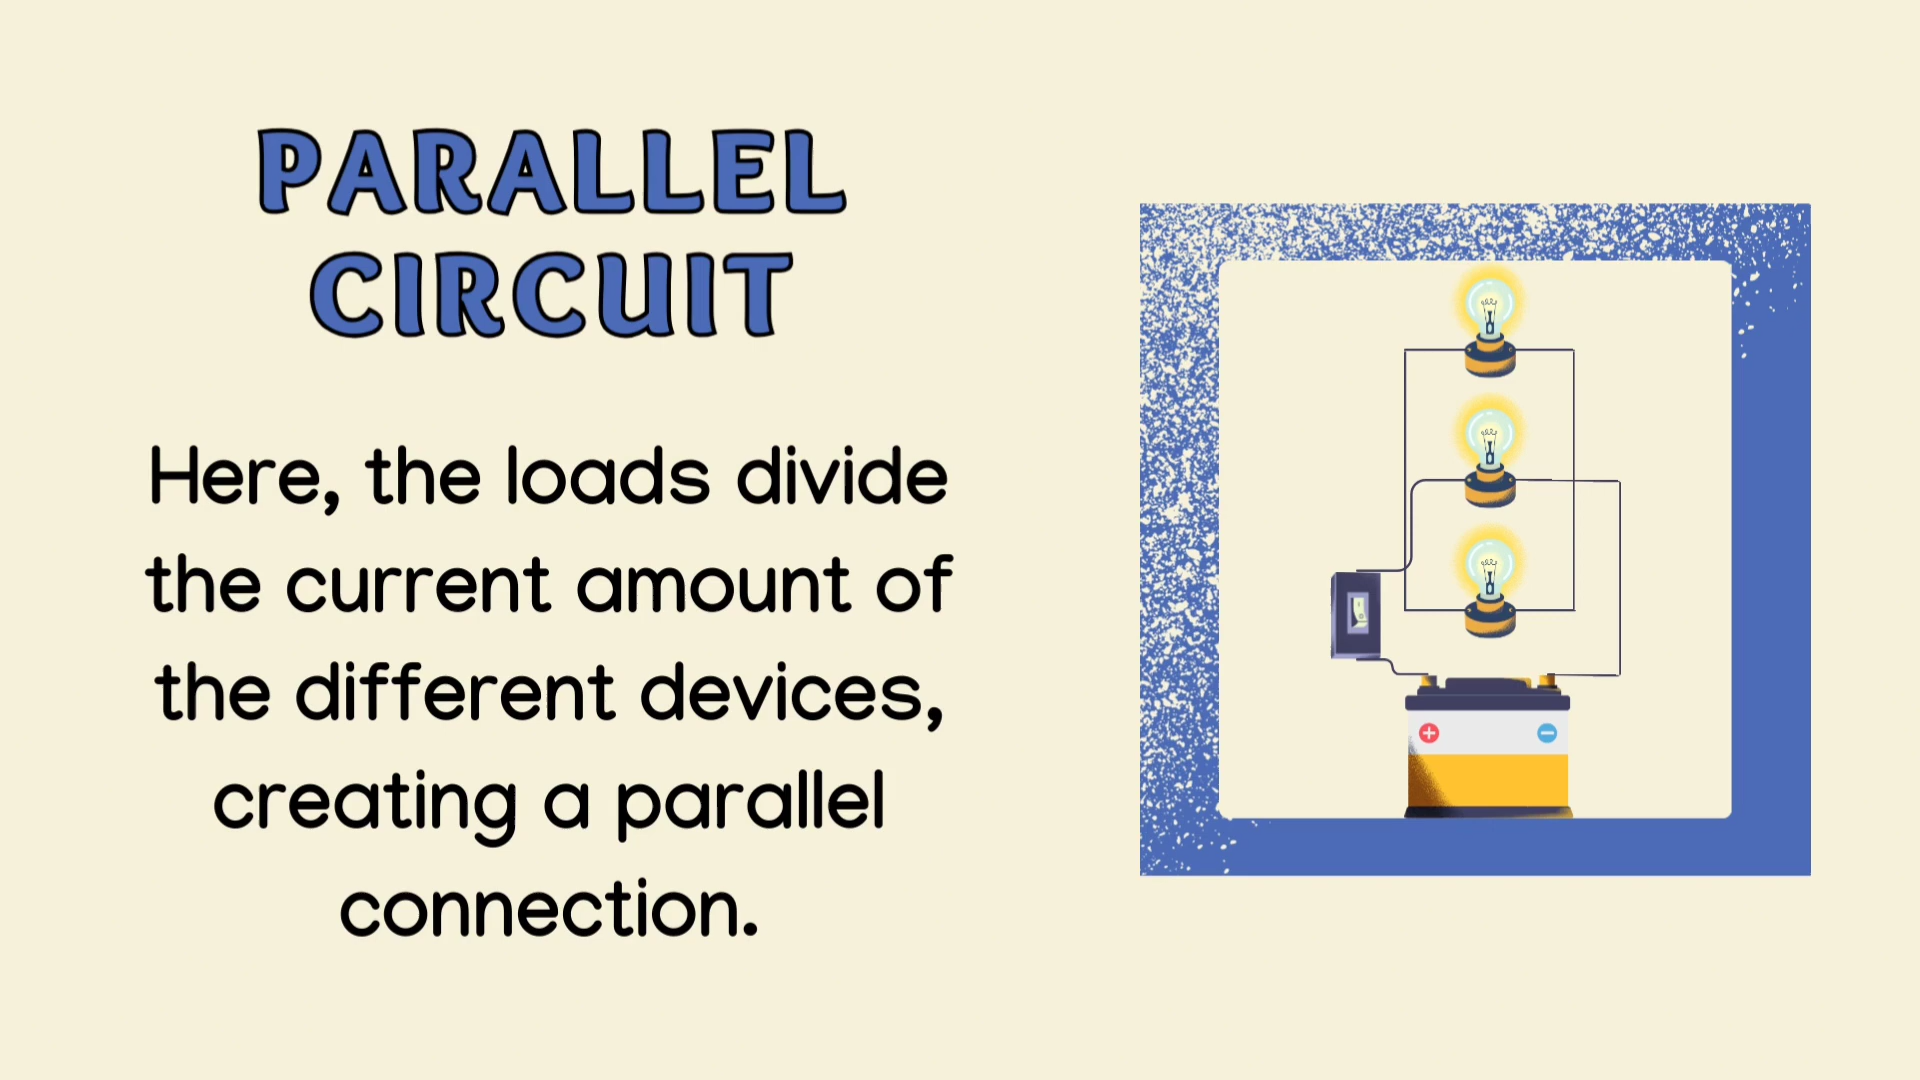 PARALLEL
CIRCUIT
Here, the loads divide
the current amount of
the different devices,
creating a parallel
connection.